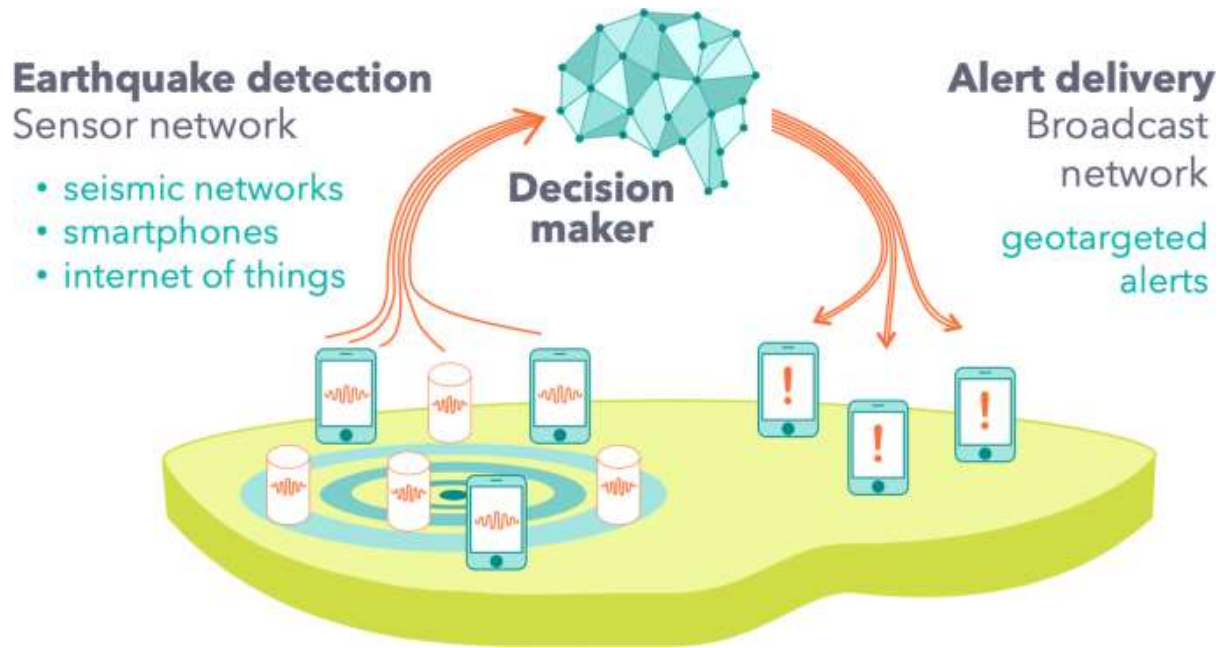 Earthquake detection
Sensor network
• seismic networks
• smartphones
• internet of things
Decision
maker
Alert delivery
Broadcast
network
geotargeted
alerts
!
!
!